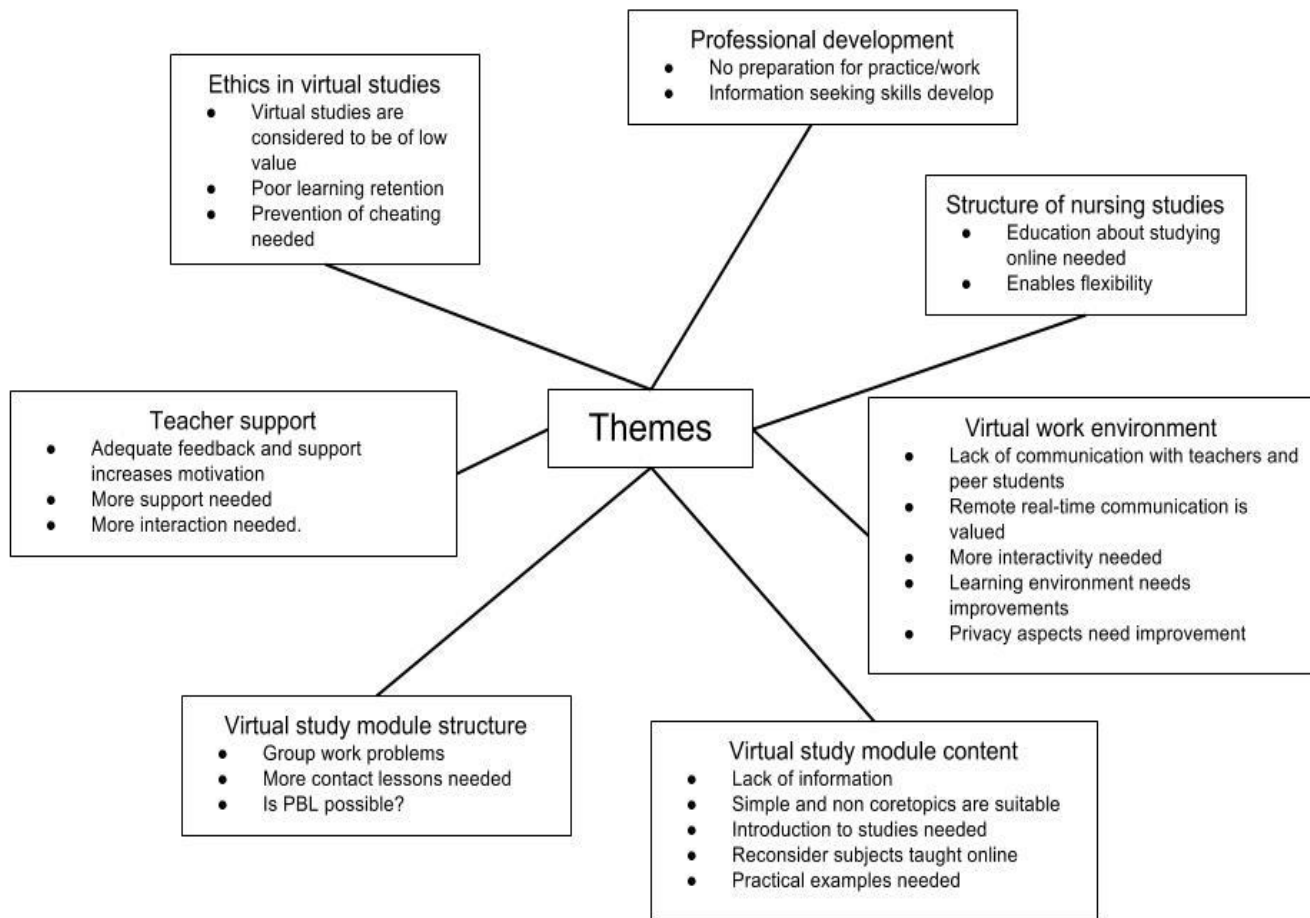 Professional development
● No preparation for practice/work
● Information seeking skills develop
Ethics in virtual studies
● Virtual studies are
considered to be of low
value
● Poor learning retention
● Prevention of cheating
needed
Structure of nursing studies
● Education about studying
online needed
● Enables flexibility
Themes
Teacher support
● Adequate feedback and support
increases motivation
● More support needed
● More interaction needed.
Virtual work environment
● Lack of communication with teachers and
peer students
● Remote real-time communication is
valued
● More interactivity needed
● Learning environment needs
improvements
● Privacy aspects need improvement
Virtual study module structure
● Group work problems
● More contact lessons needed
● Is PBL possible?
Virtual study module content
● Lack of information
● Simple and non coretopics are suitable
● Introduction to studies needed
● Reconsider subjects taught online
● Practical examples needed